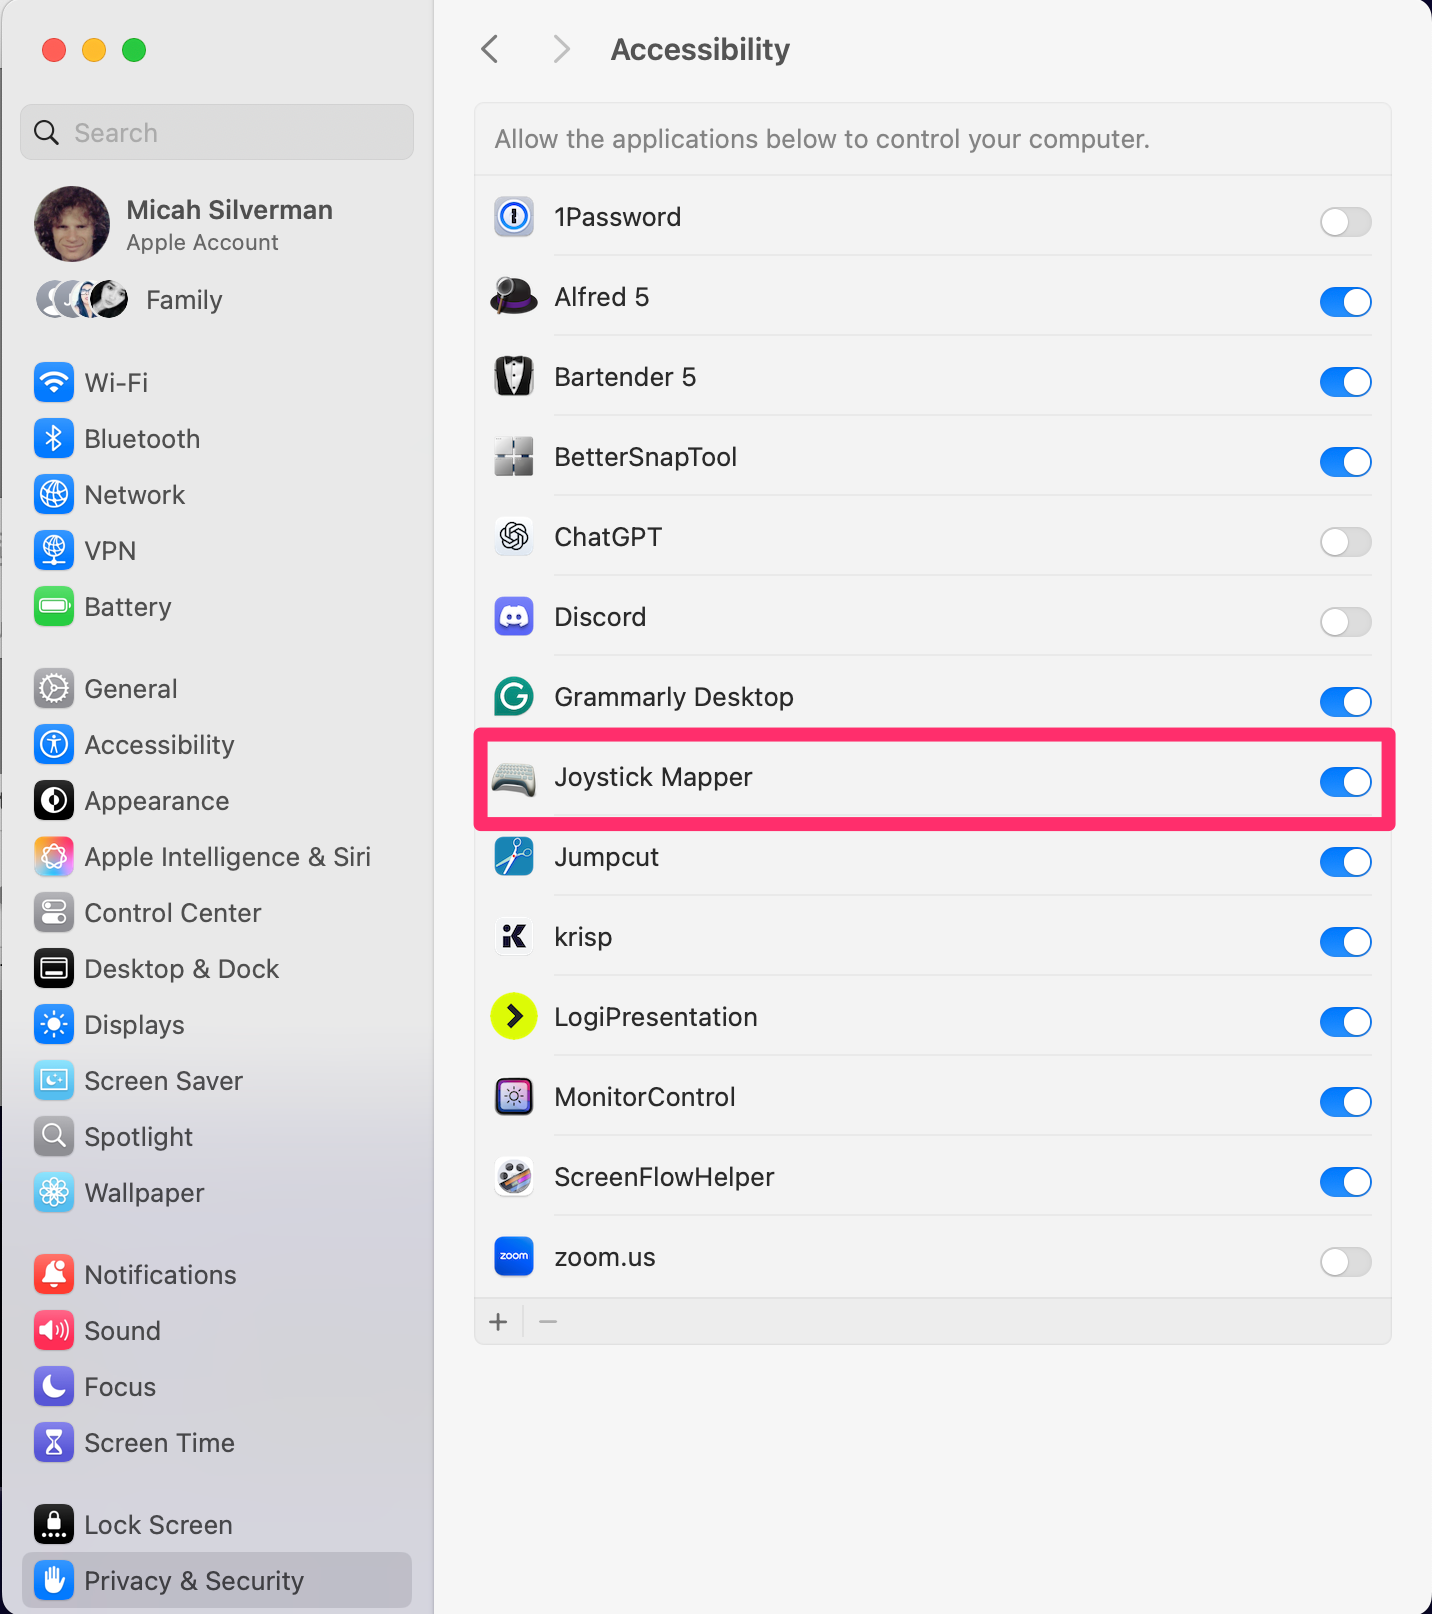 Search
Micah Silverman
Apple Account
Family
Wi-Fi
Bluetooth
Network
VPN
Battery
General
Accessibility
Appearance
Apple Intelligence & Siri
Control Center
Desktop & Dock
Displays
Screen Saver
Spotlight
Wallpaper
Notifications
Sound
Focus
Screen Time
Lock Screen
Privacy & Security
Accessibility
Allow the applications below to control your computer.
1Password
Alfred 5
Bartender 5
BetterSnapTool
ChatGPT
Discord
Grammarly Desktop
Joystick Mapper
Jumpcut
krisp
LogiPresentation
MonitorControl
ScreenFlowHelper
zoom
zoom.us